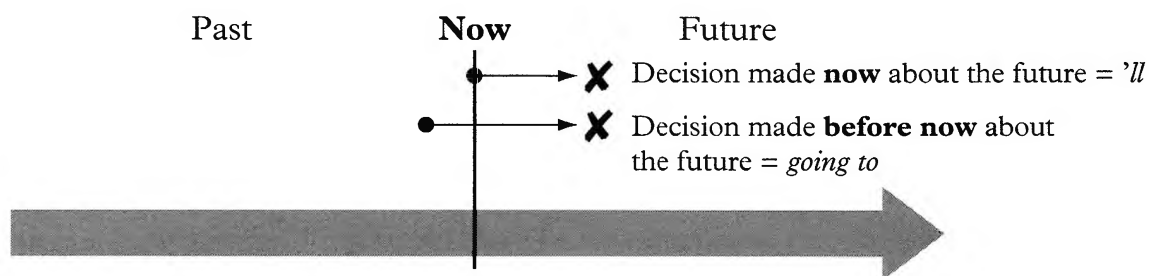 Past Now Future
Decision made now about the future = 'll
Decision made before now about
the future = going to